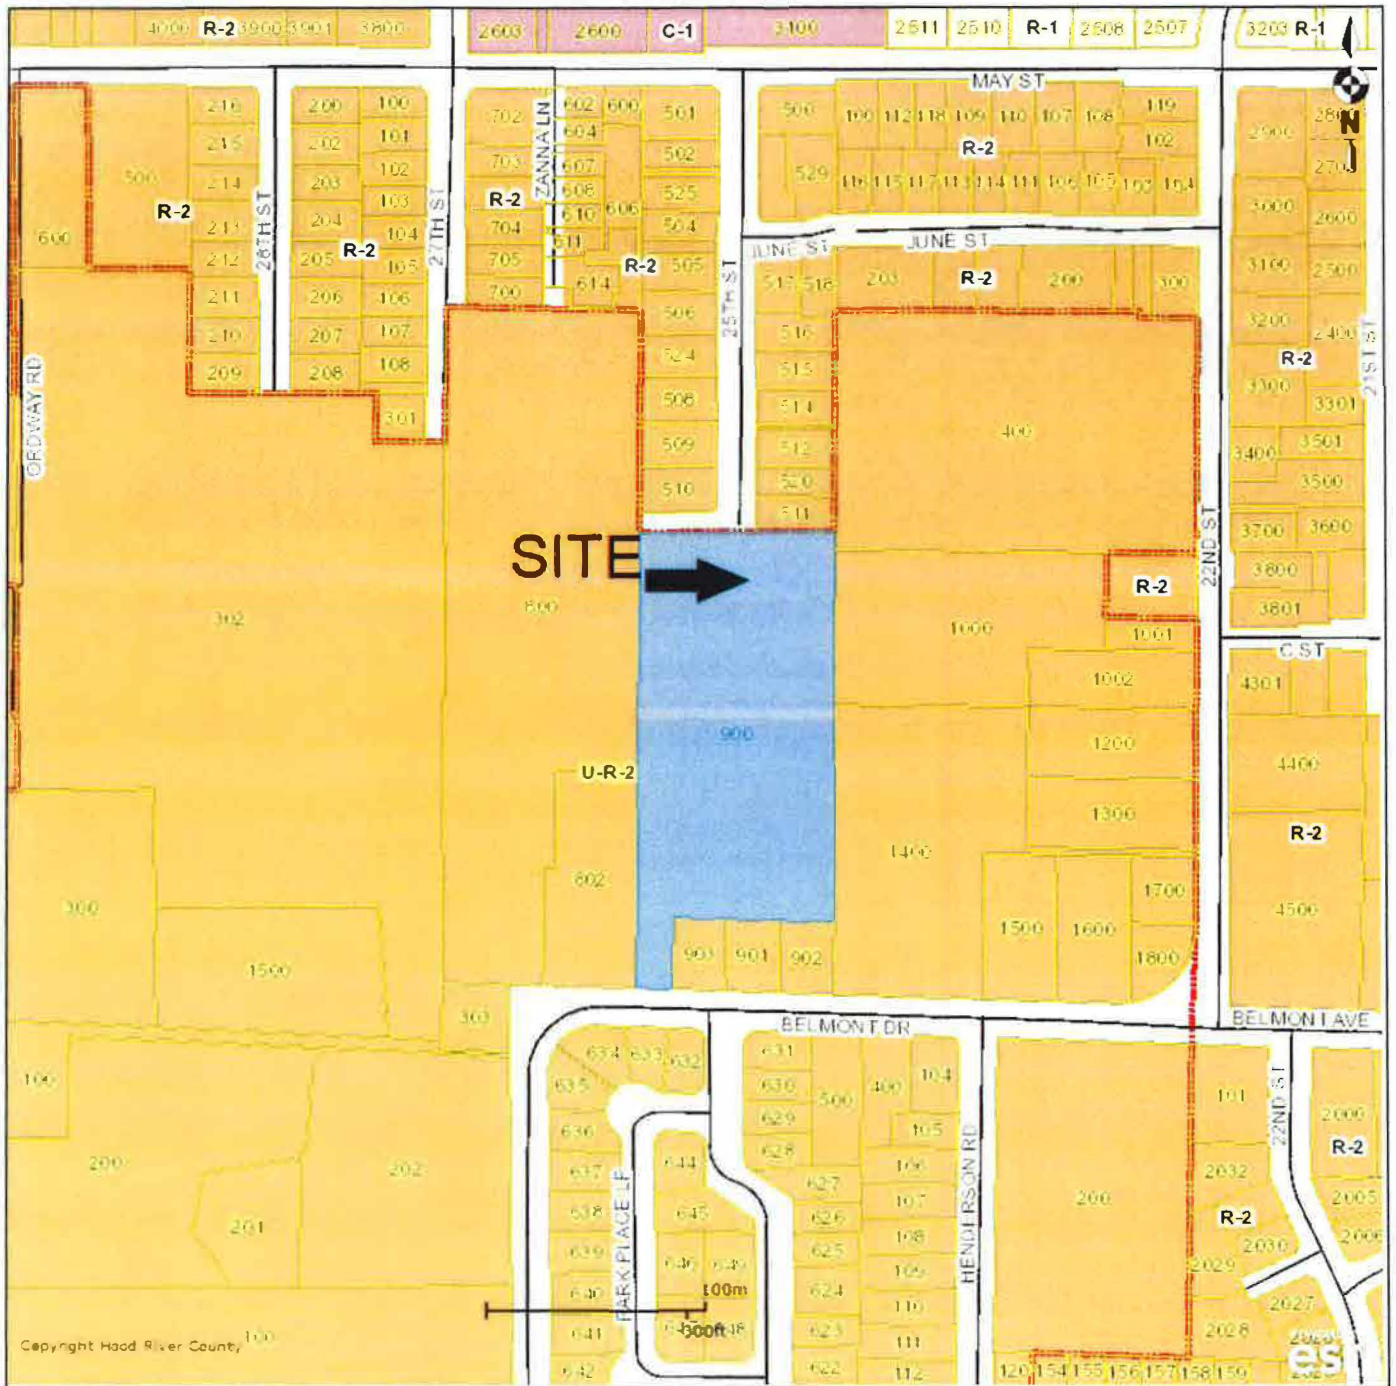 4000 R-2 3900 3901 3800 2603 2600 C-1 3100 2511 2510 R-1 2508 2507 3203 R-1
MAY ST
N
216 200 100 702 602 600 501 500 100 112 118 109 110 107 108 119 2900
215 202 101 604 502 R-2 102
500 214 203 102 703 607 525 529 116 115 117 113 114 111 106 105 103 104
R-2 R-2 608
213 204 103 704 610 606 504 3000 2600
600 212 205 R-2 104 705 611 R-2 505 JUNE ST JUNE ST 3100 2500
26TH ST 27TH ST ZANNA LN 25TH ST
211 206 105 700 614 517 518 203 R-2 200 300
106 506 516 3200 2400
210 207 107 524 515 R-2
209 208 108 508 514 3300 3301
301 509 512 400 3400 3501
ORDWAY RD 22ND ST 21ST ST
510 520 3500
511 3700 3600
SITE
R-2 3800
302 800 1000 1001 3801
C ST
1002 4301
900 1200 4400
U-R-2
1300 R-2
802 1400 1700
300 1500 1600 4500
1500 903 901 902 1800
303
BELMONT DR BELMONT AVE
634 633 632 631 104
100 635 630 500 400 101 2000
636 629 105 22ND ST R-2
200 202 637 644 628 106 2032
627 107 200 2005
638 645 626 108 R-2 2006
201 639 625 109 2030
PARK PLACE LP HENDERSON RD
646 649 2029
640 100m 624 110 2027
100 641 300ft 623 111 2028
Copyright Hood River County
642 622 112 120 154 155 156 157 158 159
esri